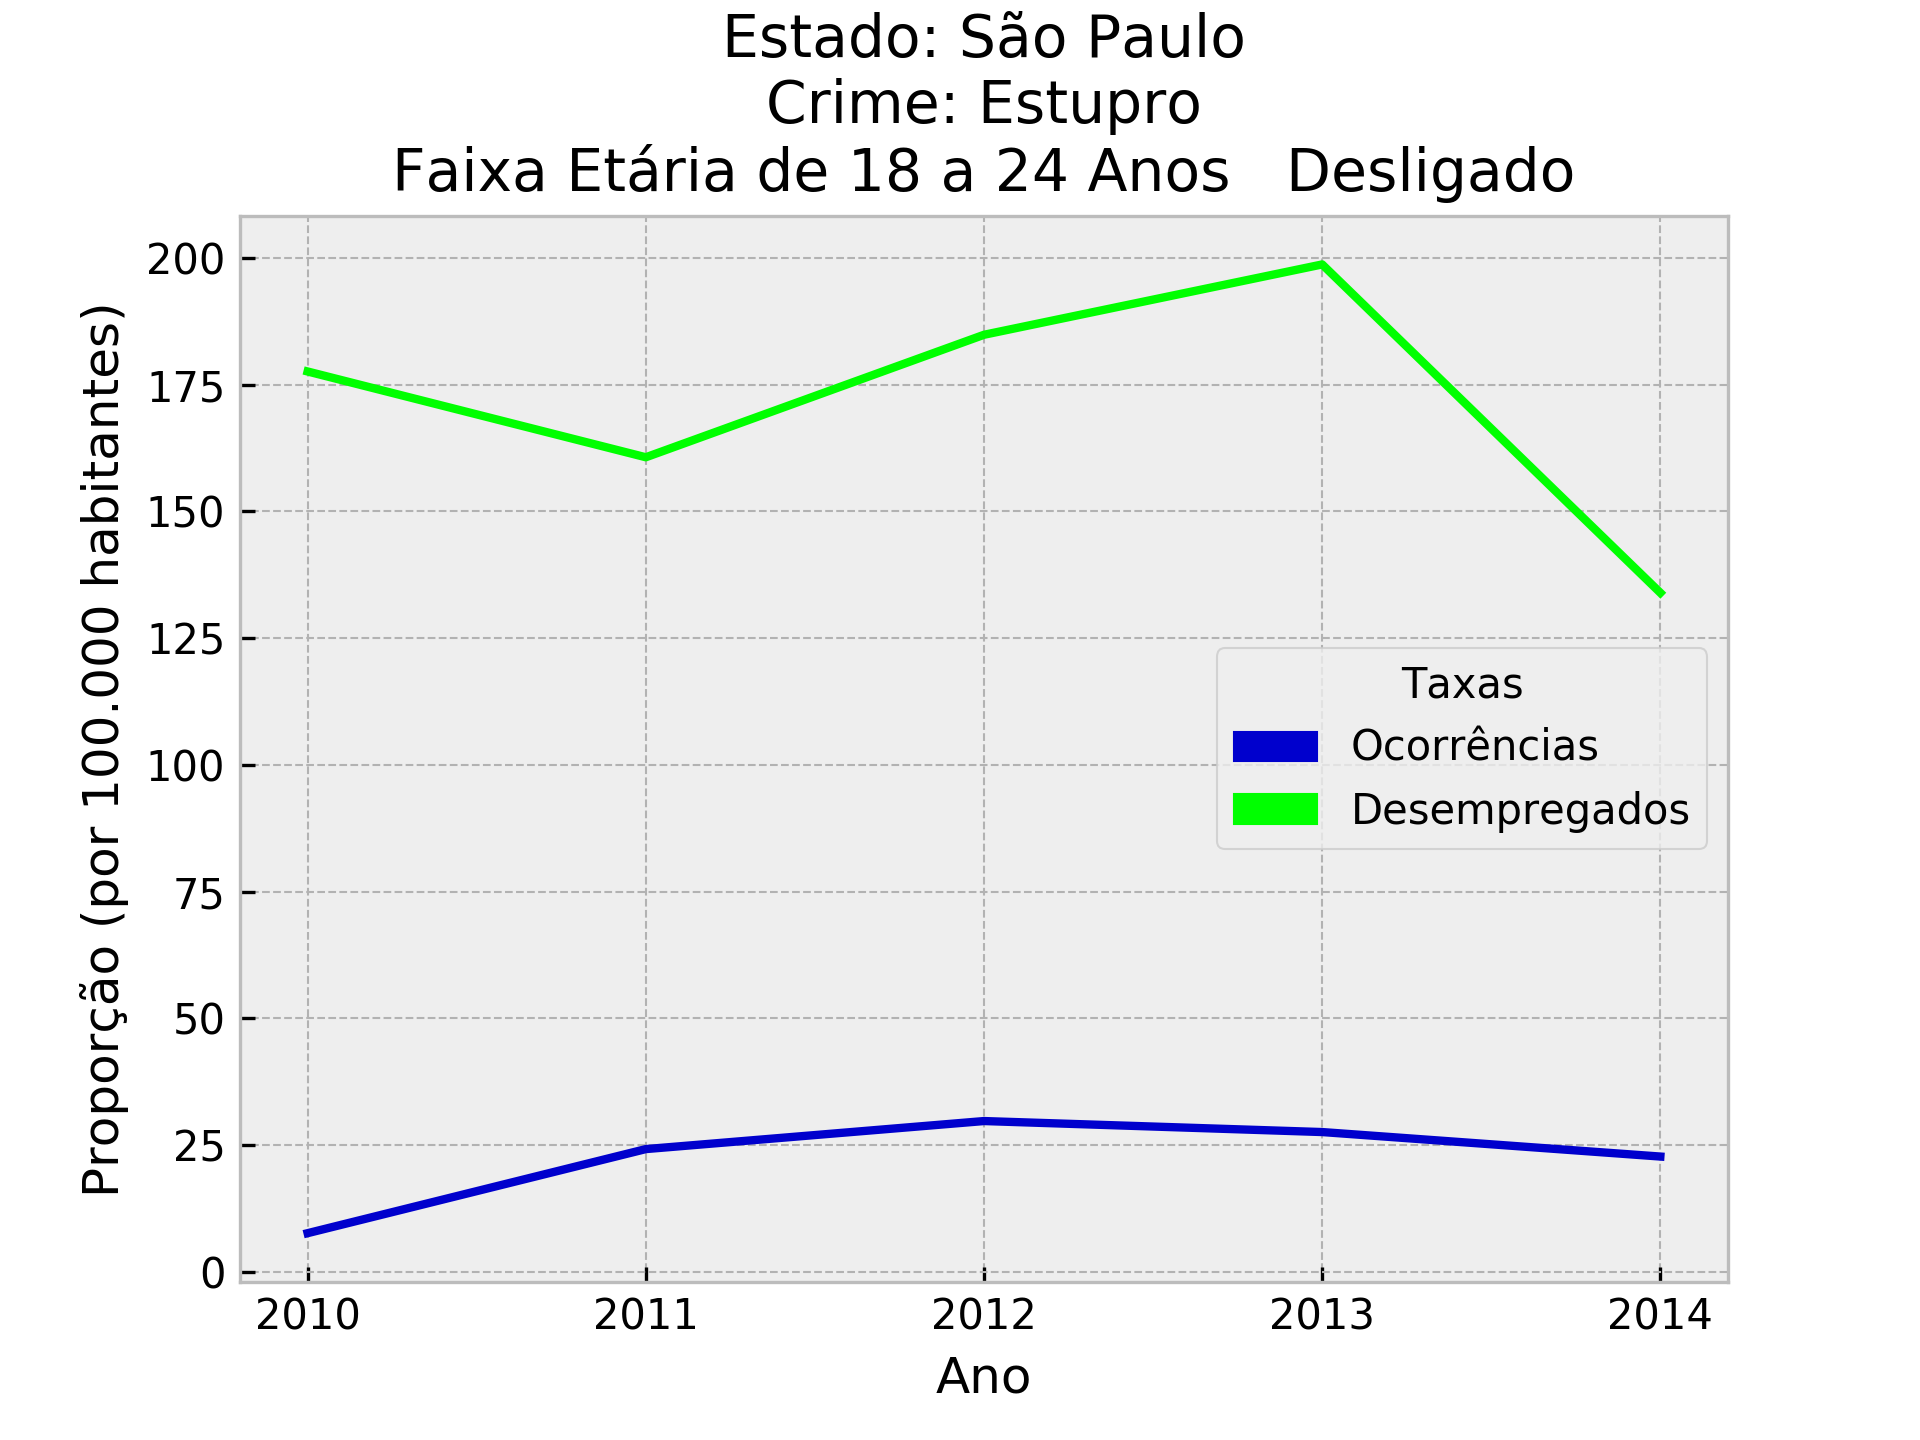 Estado: São Paulo
Crime: Estupro
Faixa Etária de 18 a 24 Anos   Desligado
Proporção (por 100.000 habitantes)
200
175
150
125
100
75
50
25
0
Taxas
Ocorrências
Desempregados
2010 2011 2012 2013 2014
Ano